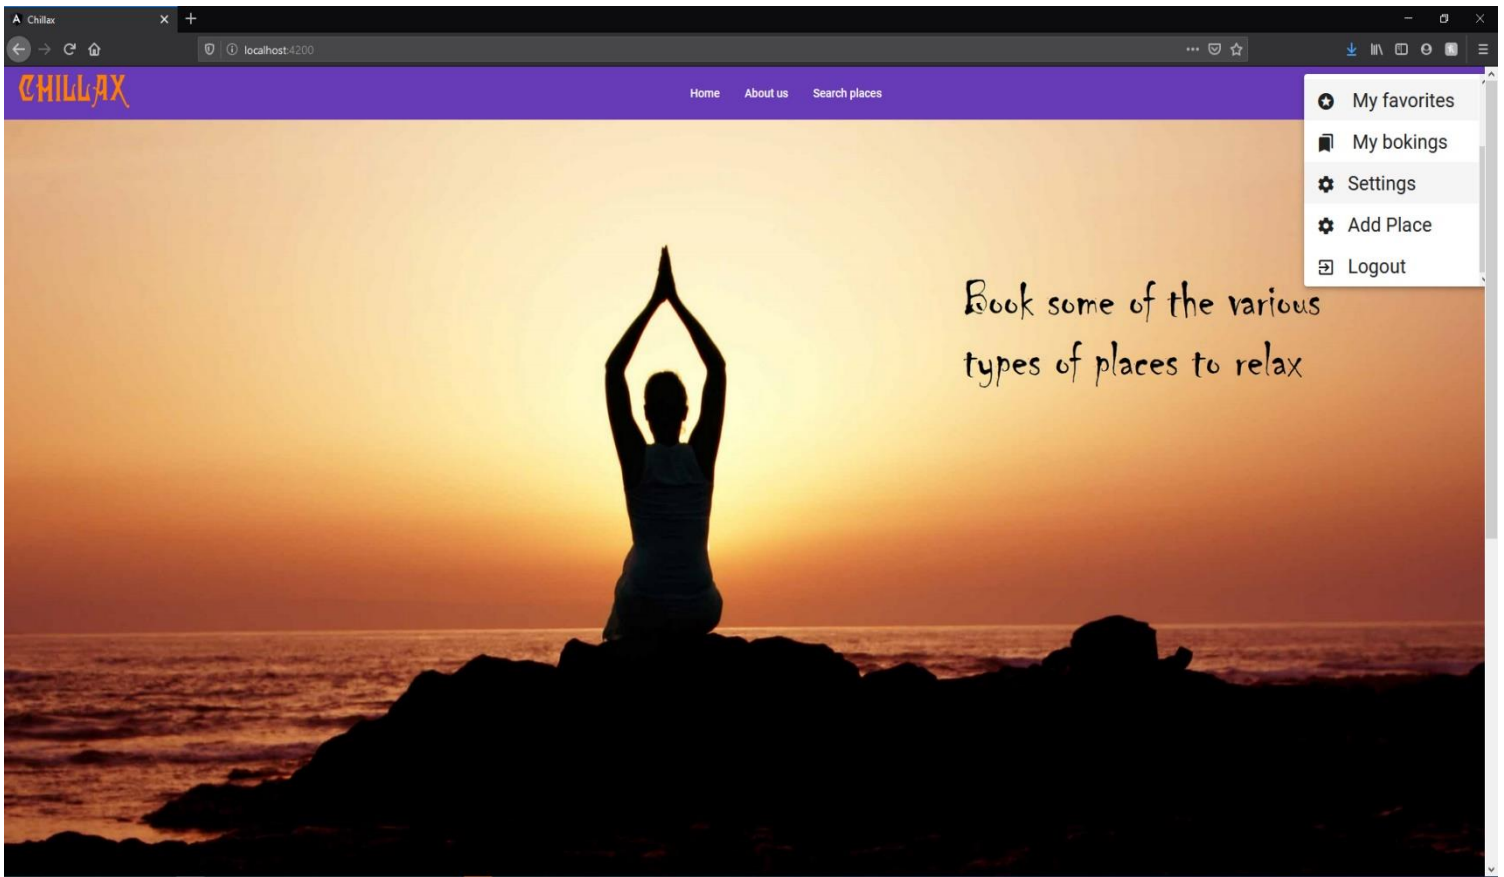 Chillax
localhost:4200
CHILLAX
Home About us Search places
My favorites
My bokings
Settings
Add Place
Logout
Book some of the various
types of places to relax